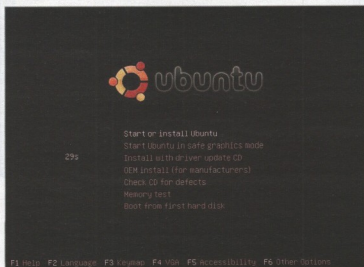 ubuntu
Start or install Ubuntu
Start Ubuntu in safe graphics mode
29s
Install with driver update CD
OEM install (for manufacturers)
Check CD for defects
Memory test
Boot from first hard disk
F1 Help F2 Language F3 Keymap F4 VGA F5 Accessibility F6 Other Options